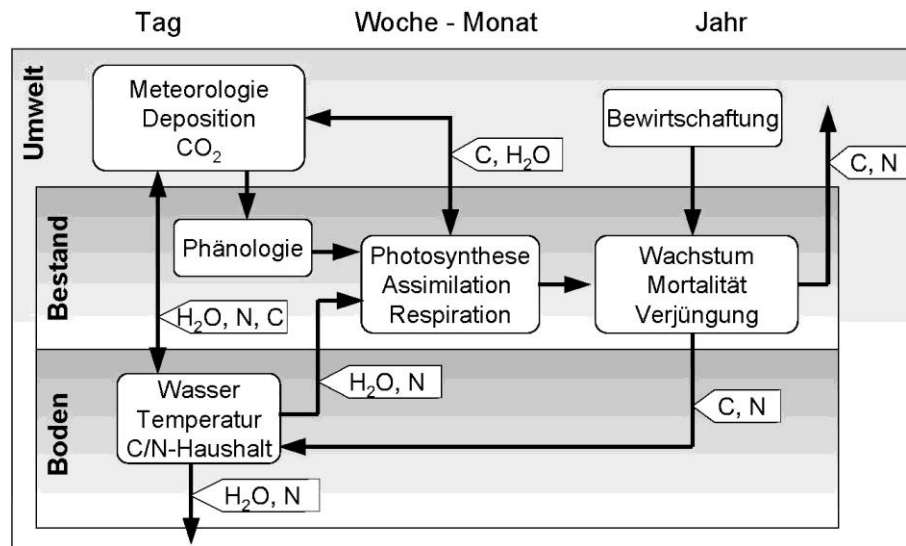 Tag
Woche - Monat
Jahr
Umwelt
Meteorologie
Deposition
CO₂
C, H₂O
Bewirtschaftung
C, N
Bestand
Phänologie
Photosynthese
Assimilation
Respiration
Wachstum
Mortalität
Verjüngung
H₂O, N, C
Boden
Wasser
Temperatur
C/N-Haushalt
H₂O, N
C, N
H₂O, N